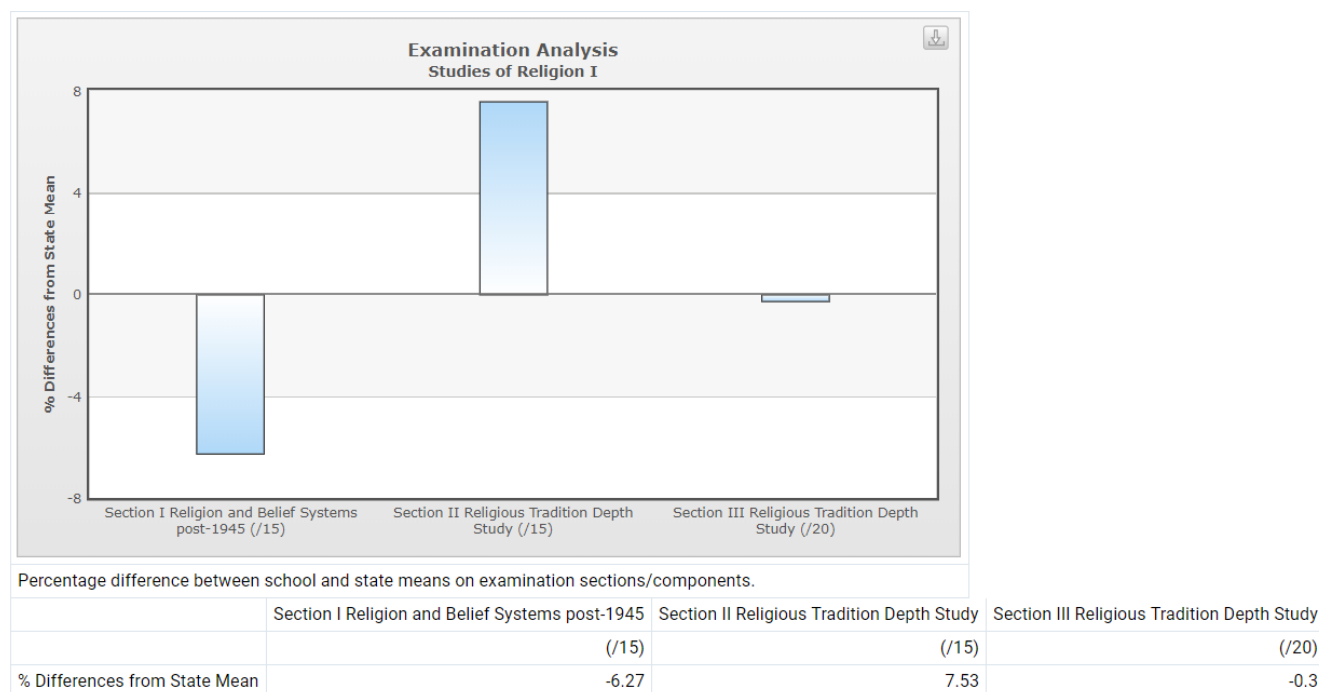 Examination Analysis
Studies of Religion I
% Differences from State Mean
8
4
0
-4
-8
Section I Religion and Belief Systems
post-1945 (/15)
Section II Religious Tradition Depth
Study (/15)
Section III Religious Tradition Depth
Study (/20)
Percentage difference between school and state means on examination sections/components.
Section I Religion and Belief Systems post-1945 Section II Religious Tradition Depth Study Section III Religious Tradition Depth Study
(/15) (/15) (/20)
% Differences from State Mean -6.27 7.53 -0.3